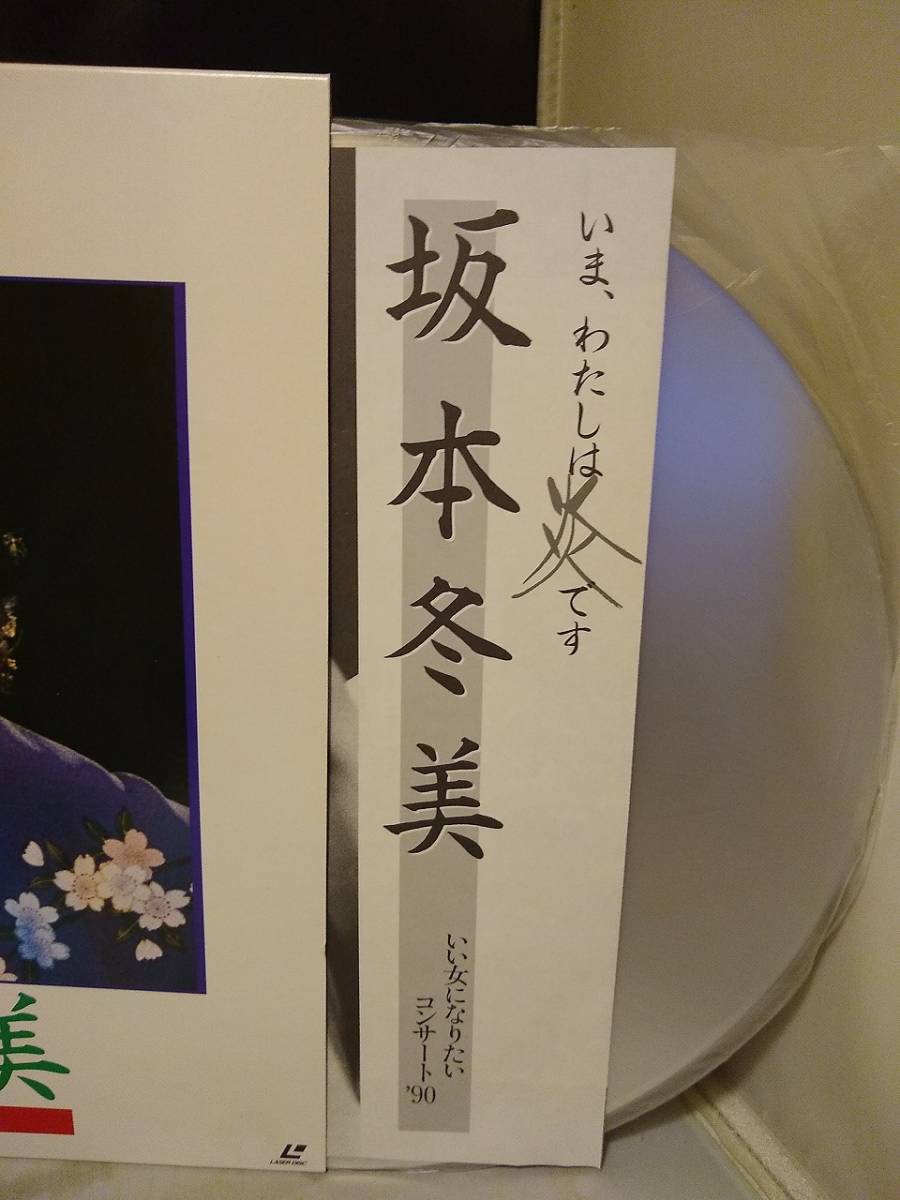 いま、わたしは炎です
坂本冬美
いい女になりたい
コンサート'90
美
LASER DISC